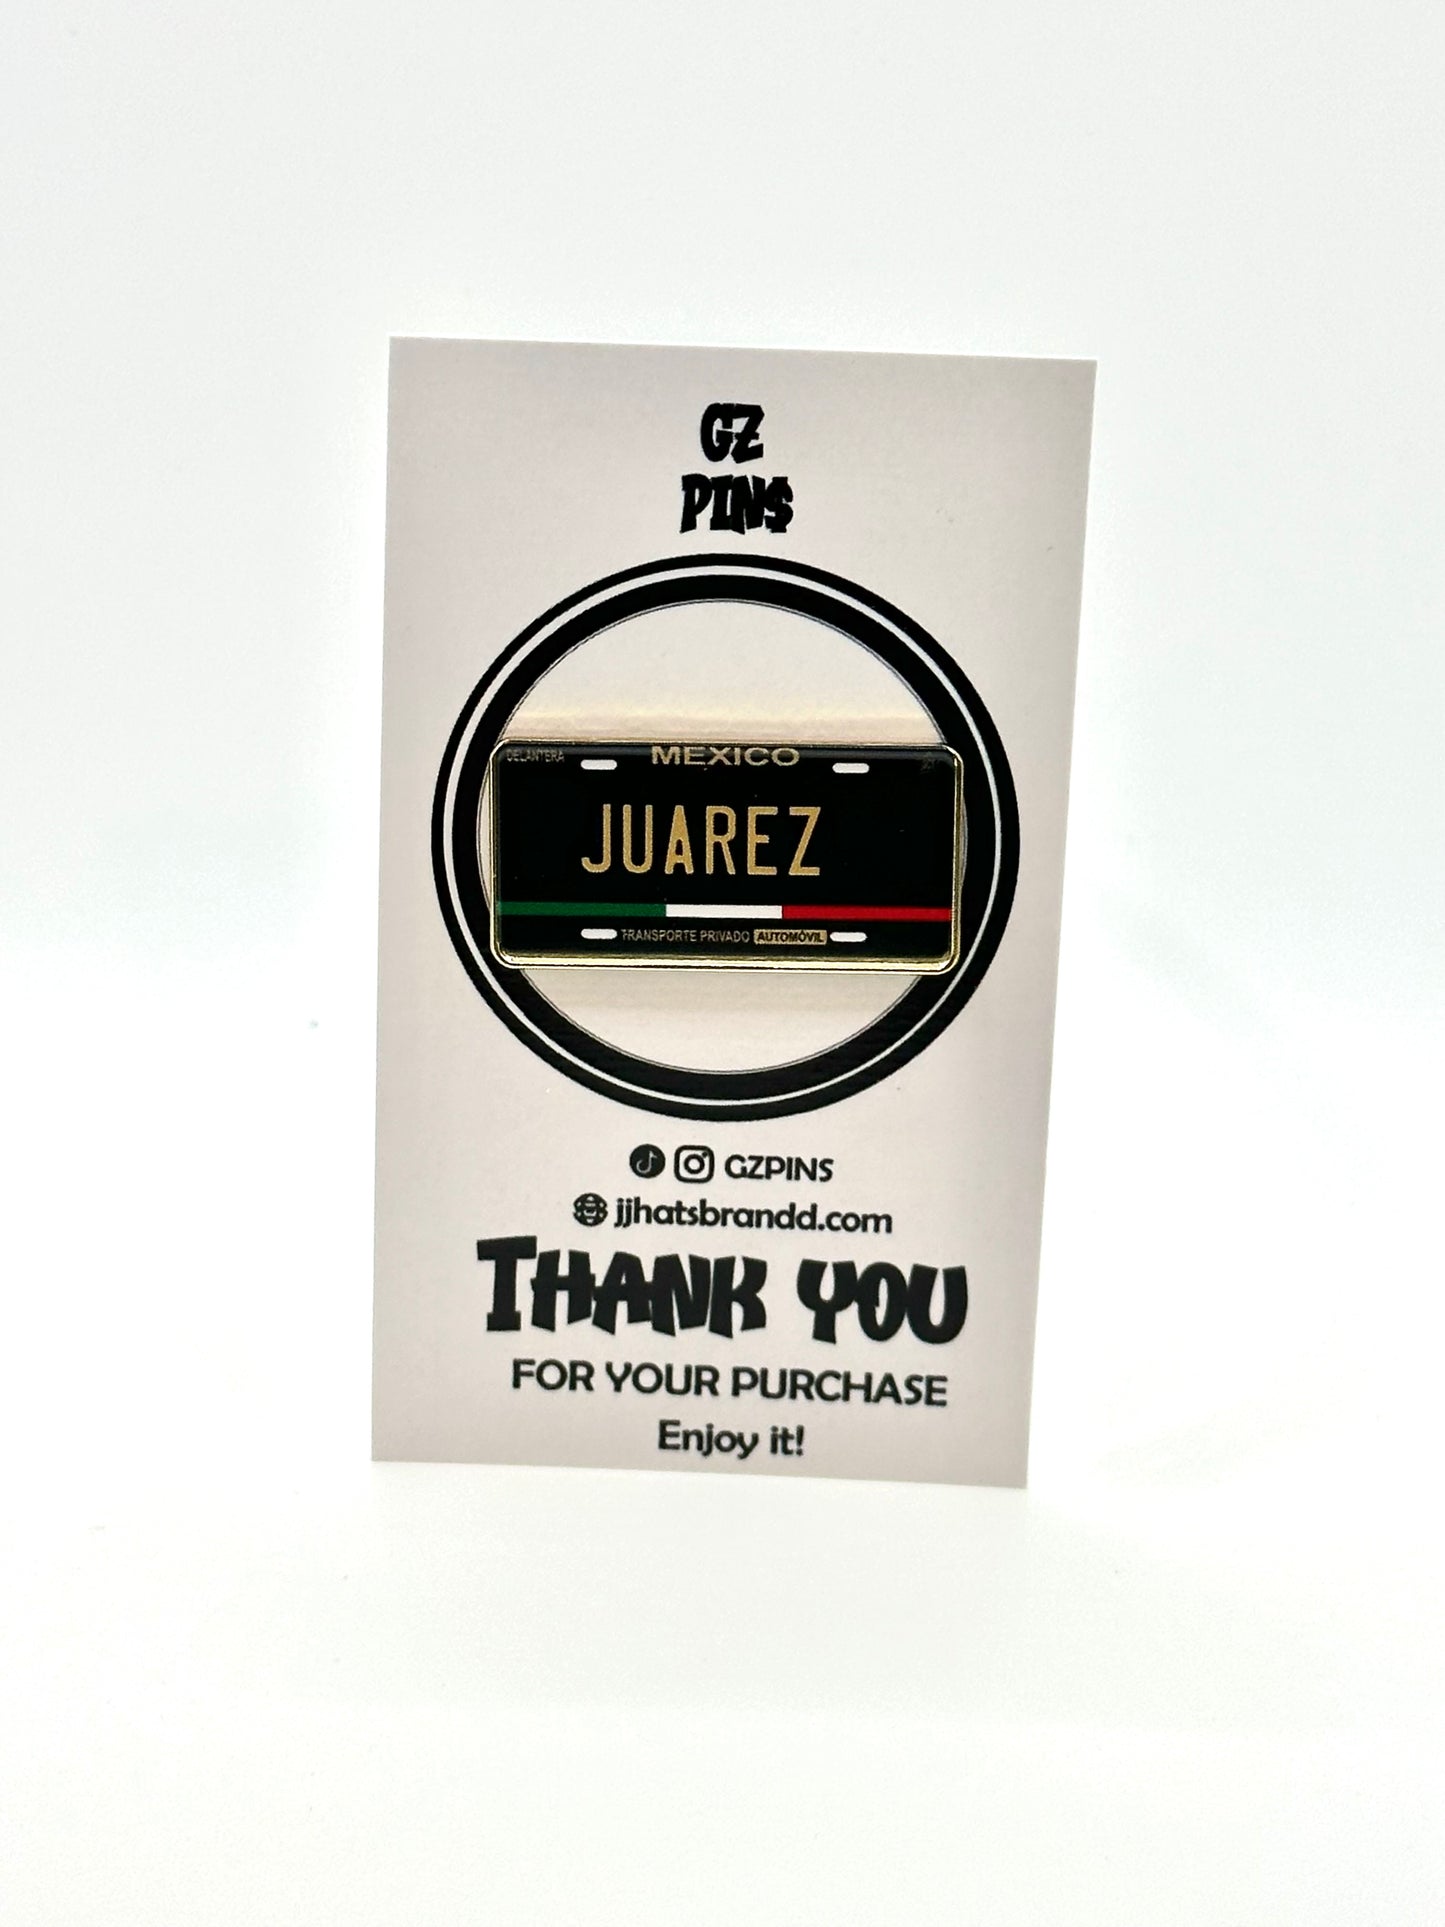 GZ
PIN$
DELANTERA
MEXICO
JUAREZ
TRANSPORTE PRIVADO AUTOMÓVIL
GZPINS
jjhatsbrandd.com
THANK YOU
FOR YOUR PURCHASE
Enjoy it!